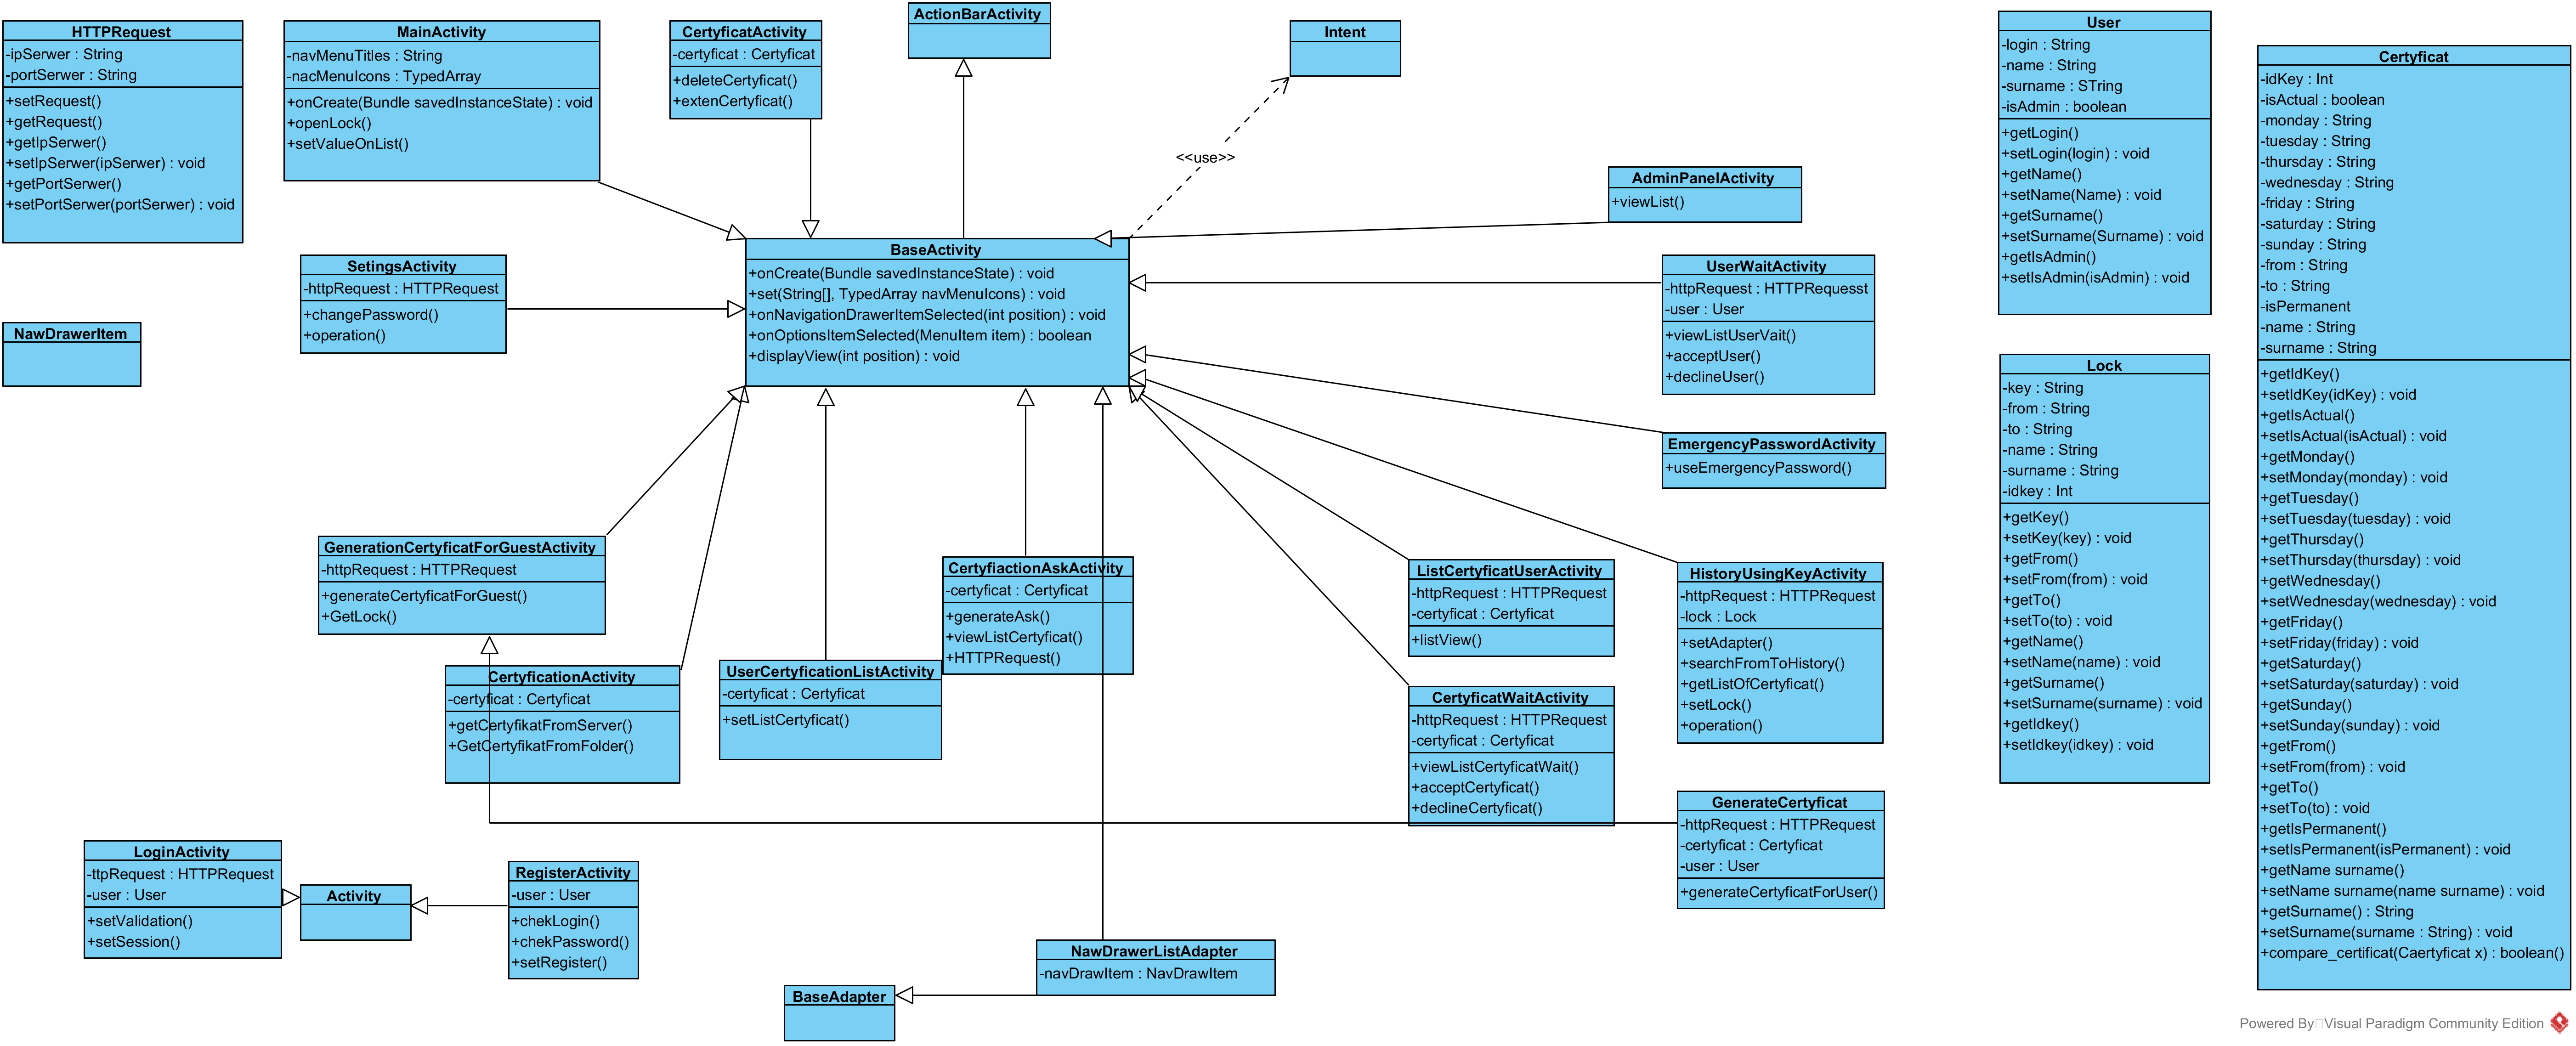 HTTPRequest
-ipSerwer : String
-portSerwer : String
+setRequest()
+getRequest()
+getIpSerwer()
+setIpSerwer(ipSerwer) : void
+getPortSerwer()
+setPortSerwer(portSerwer) : void
MainActivity
-navMenuTitles : String
-nacMenuIcons : TypedArray
+onCreate(Bundle savedInstanceState) : void
+openLock()
+setValueOnList()
CertyficatActivity
-certyficat : Certyficat
+deleteCertyficat()
+extenCertyficat()
ActionBarActivity
Intent
<<use>>
AdminPanelActivity
+viewList()
User
-login : String
-name : String
-surname : STring
-isAdmin : boolean
+getLogin()
+setLogin(login) : void
+getName()
+setName(Name) : void
+getSurname()
+setSurname(Surname) : void
+getIsAdmin()
+setIsAdmin(isAdmin) : void
Certyficat
-idKey : Int
-isActual : boolean
-monday : String
-tuesday : String
-thursday : String
-wednesday : String
-friday : String
-saturday : String
-sunday : String
-from : String
-to : String
-isPermanent
-name : String
-surname : String
+getIdKey()
+setIdKey(idKey) : void
+getIsActual()
+setIsActual(isActual) : void
+getMonday()
+setMonday(monday) : void
+getTuesday()
+setTuesday(tuesday) : void
+getThursday()
+setThursday(thursday) : void
+getWednesday()
+setWednesday(wednesday) : void
+getFriday()
+setFriday(friday) : void
+getSaturday()
+setSaturday(saturday) : void
+getSunday()
+setSunday(sunday) : void
+getFrom()
+setFrom(from) : void
+getTo()
+setTo(to) : void
+getIsPermanent()
+setIsPermanent(isPermanent) : void
+getName surname()
+setName surname(name surname) : void
+getSurname() : String
+setSurname(surname : String) : void
+compare_certificat(Caertyficat x) : boolean()
SetingsActivity
-httpRequest : HTTPRequest
+changePassword()
+operation()
BaseActivity
+onCreate(Bundle savedInstanceState) : void
+set(String[], TypedArray navMenuIcons) : void
+onNavigationDrawerItemSelected(int position) : void
+onOptionsItemSelected(MenuItem item) : boolean
+displayView(int position) : void
UserWaitActivity
-httpRequest : HTTPRequesst
-user : User
+viewListUserVait()
+acceptUser()
+declineUser()
NawDrawerItem
Lock
-key : String
-from : String
-to : String
-name : String
-surname : String
-idkey : Int
+getKey()
+setKey(key) : void
+getFrom()
+setFrom(from) : void
+getTo()
+setTo(to) : void
+getName()
+setName(name) : void
+getSurname()
+setSurname(surname) : void
+getIdkey()
+setIdkey(idkey) : void
EmergencyPasswordActivity
+useEmergencyPassword()
GenerationCertyficatForGuestActivity
-httpRequest : HTTPRequest
+generateCertyficatForGuest()
+GetLock()
CertyfiactionAskActivity
-certyficat : Certyficat
+generateAsk()
+viewListCertyficat()
+HTTPRequest()
ListCertyficatUserActivity
-httpRequest : HTTPRequest
-certyficat : Certyficat
+listView()
HistoryUsingKeyActivity
-httpRequest : HTTPRequest
-lock : Lock
+setAdapter()
+searchFromToHistory()
+getListOfCertyficat()
+setLock()
+operation()
CertyficationActivity
-certyficat : Certyficat
+getCertyfikatFromServer()
+GetCertyfikatFromFolder()
UserCertyficationListActivity
-certyficat : Certyficat
+setListCertyficat()
CertyficatWaitActivity
-httpRequest : HTTPRequest
-certyficat : Certyficat
+viewListCertyficatWait()
+acceptCertyficat()
+declineCertyficat()
GenerateCertyficat
-httpRequest : HTTPRequest
-certyficat : Certyficat
-user : User
+generateCertyficatForUser()
LoginActivity
-ttpRequest : HTTPRequest
-user : User
+setValidation()
+setSession()
Activity
RegisterActivity
-user : User
+chekLogin()
+chekPassword()
+setRegister()
NawDrawerListAdapter
-navDrawItem : NavDrawItem
BaseAdapter
Powered By Visual Paradigm Community Edition